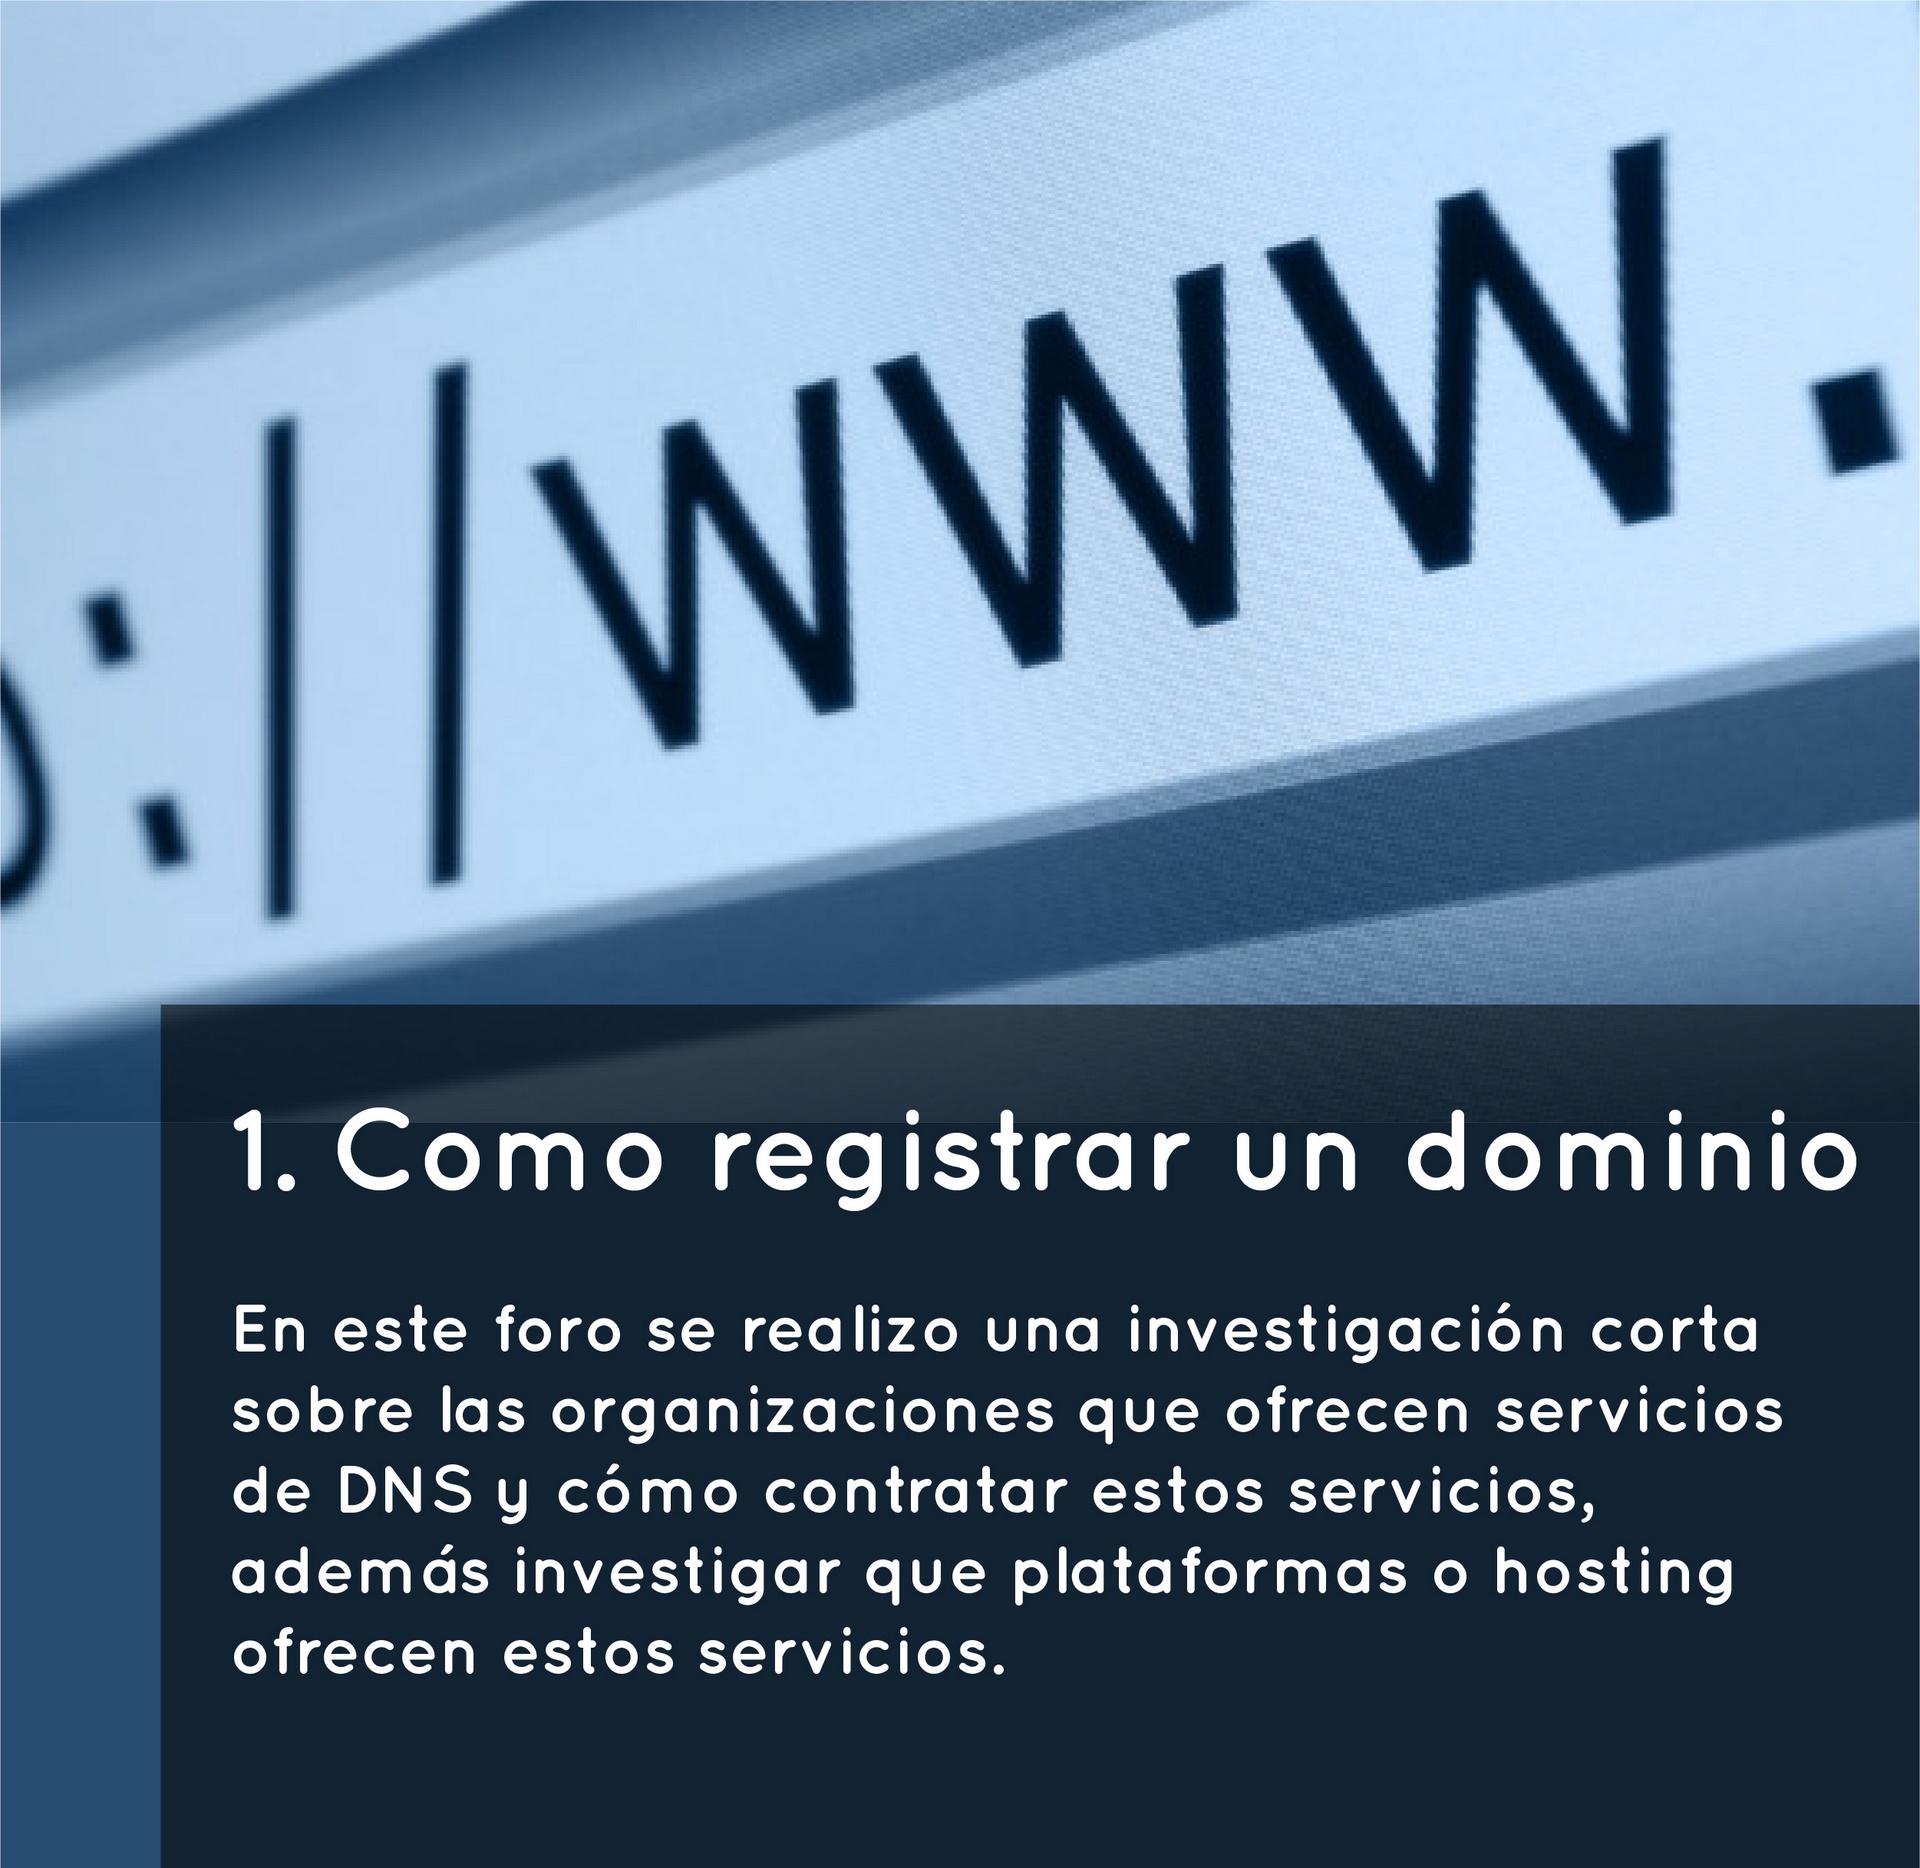 ://www.
1. Como registrar un dominio
En este foro se realizo una investigación corta
sobre las organizaciones que ofrecen servicios
de DNS y cómo contratar estos servicios,
además investigar que plataformas o hosting
ofrecen estos servicios.